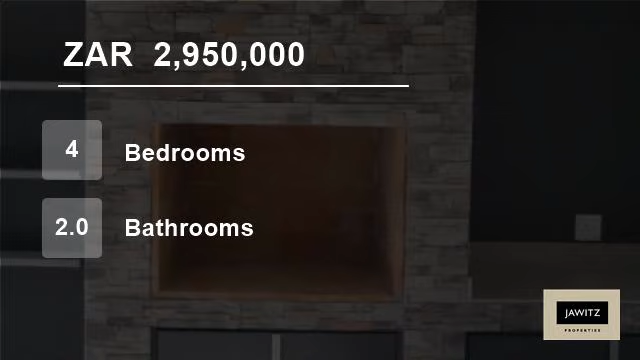 ZAR 2,950,000
4 Bedrooms
2.0 Bathrooms
JAWITZ
PROPERTIES